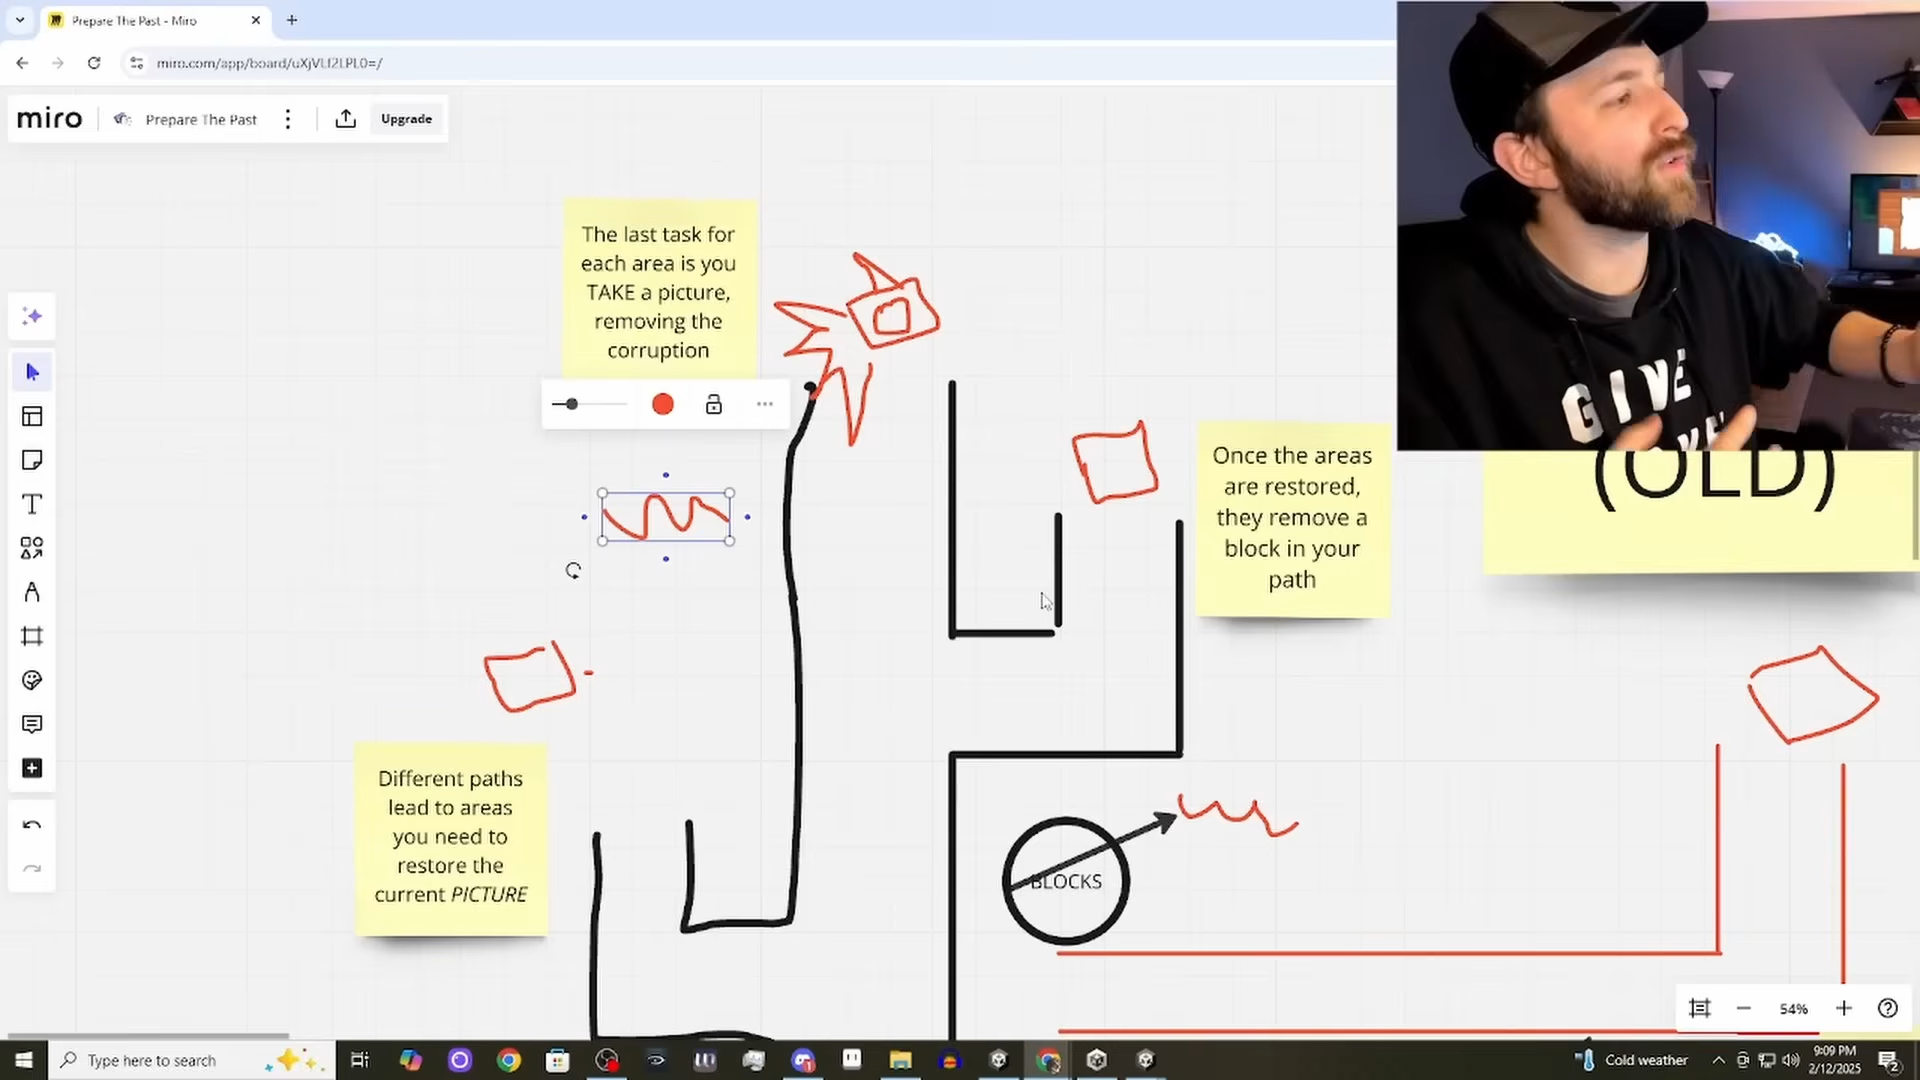 Prepare The Past - Miro
miro.com/app/board/uXjVLf2LPL0=/
miro
Prepare The Past
Upgrade
The last task for
each area is you
TAKE a picture,
removing the
corruption
Once the areas
are restored,
they remove a
block in your
path
(OLD)
Different paths
lead to areas
you need to
restore the
current PICTURE
BLOCKS
54%
Type here to search
Cold weather
9:09 PM
2/12/2025